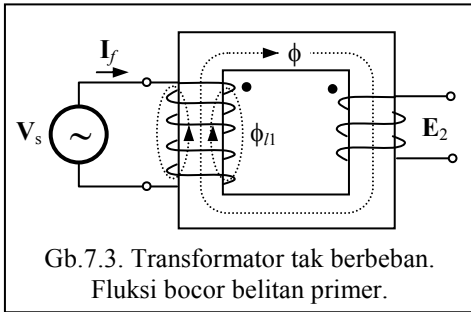 I_f
ϕ
V_s
~
ϕ_l1
E_2
Gb.7.3. Transformator tak berbeban.
Fluksi bocor belitan primer.